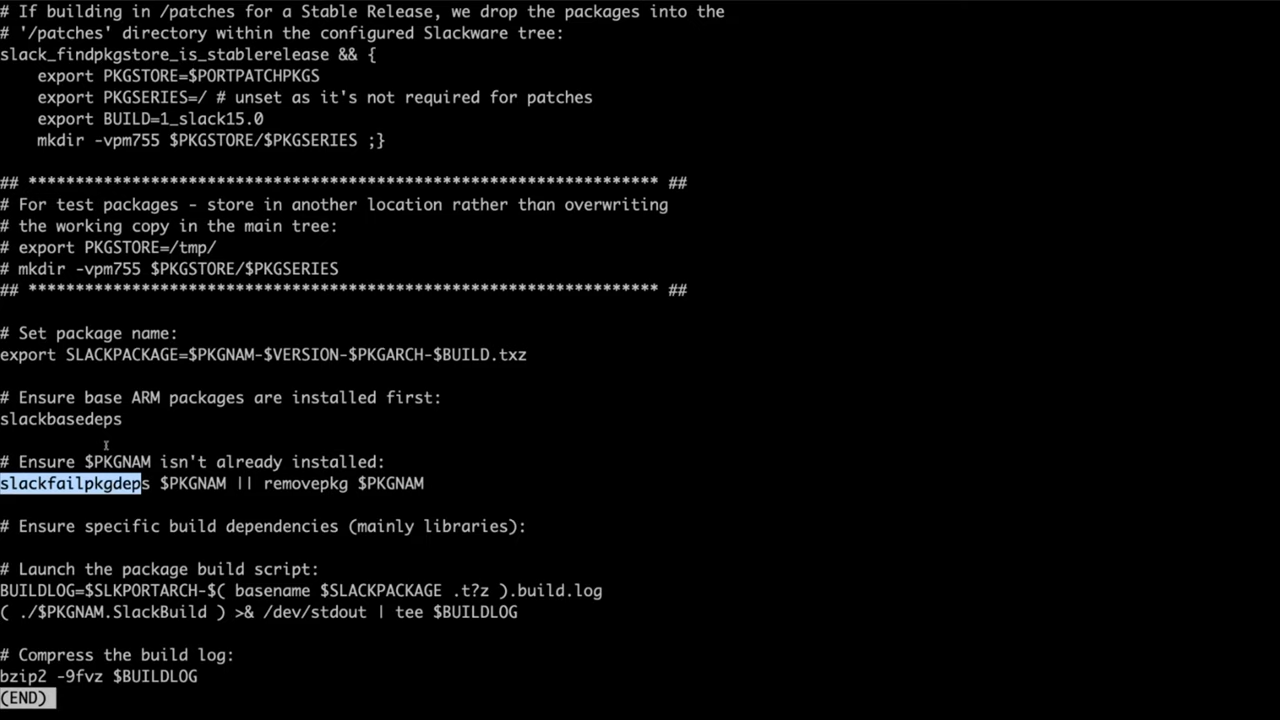 # If building in /patches for a Stable Release, we drop the packages into the
# '/patches' directory within the configured Slackware tree:
slack_findpkgstore_is_stablerelease && {
    export PKGSTORE=$PORTPATCHPKGS
    export PKGSERIES=/ # unset as it's not required for patches
    export BUILD=1_slack15.0
    mkdir -vpm755 $PKGSTORE/$PKGSERIES ;}

## ******************************************************************* ##
# For test packages - store in another location rather than overwriting
# the working copy in the main tree:
# export PKGSTORE=/tmp/
# mkdir -vpm755 $PKGSTORE/$PKGSERIES
## ******************************************************************* ##

# Set package name:
export SLACKPACKAGE=$PKGNAM-$VERSION-$PKGARCH-$BUILD.txz

# Ensure base ARM packages are installed first:
slackbasedeps

# Ensure $PKGNAM isn't already installed:
slackfailpkgdeps $PKGNAM || removepkg $PKGNAM

# Ensure specific build dependencies (mainly libraries):

# Launch the package build script:
BUILDLOG=$SLKPORTARCH-$( basename $SLACKPACKAGE .t?z ).build.log
( ./$PKGNAM.SlackBuild ) >& /dev/stdout | tee $BUILDLOG

# Compress the build log:
bzip2 -9fvz $BUILDLOG
(END)